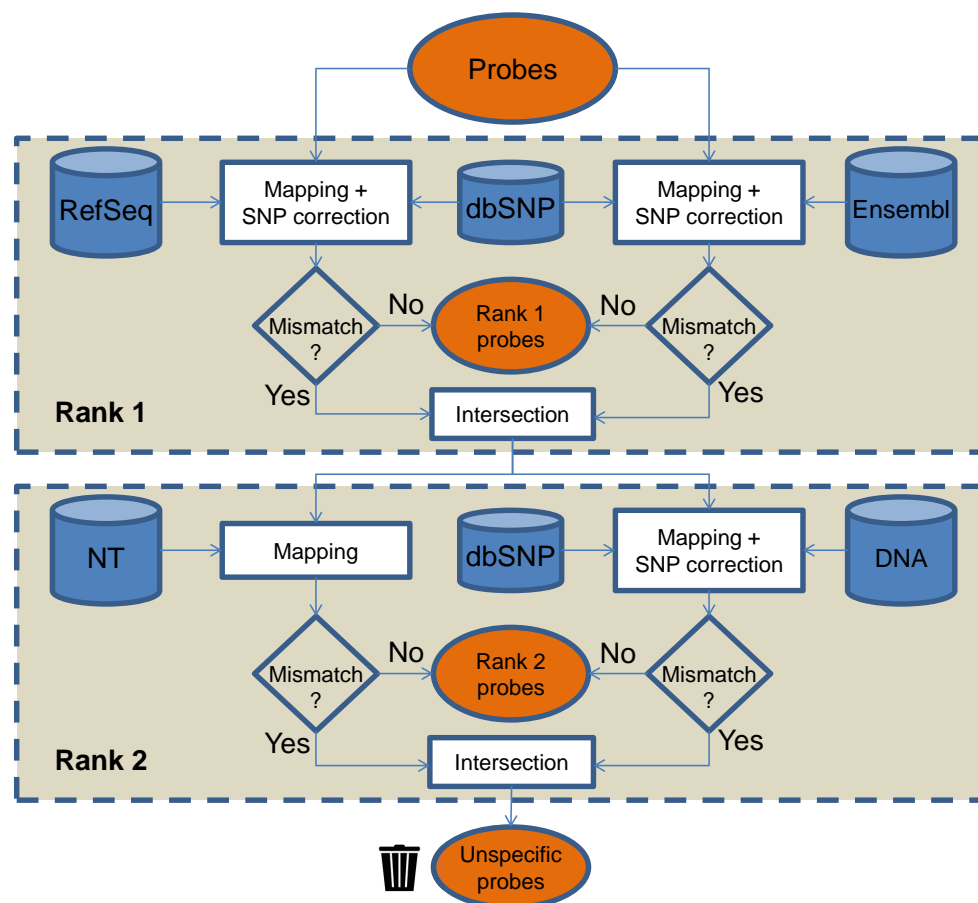 Probes
RefSeq
Mapping +
SNP correction
dbSNP
Mapping +
SNP correction
Ensembl
Mismatch
?
No
Rank 1
probes
No
Mismatch
?
Yes
Yes
Rank 1
Intersection
NT
Mapping
dbSNP
Mapping +
SNP correction
DNA
Mismatch
?
No
Rank 2
probes
No
Mismatch
?
Yes
Yes
Rank 2
Intersection
Unspecific
probes